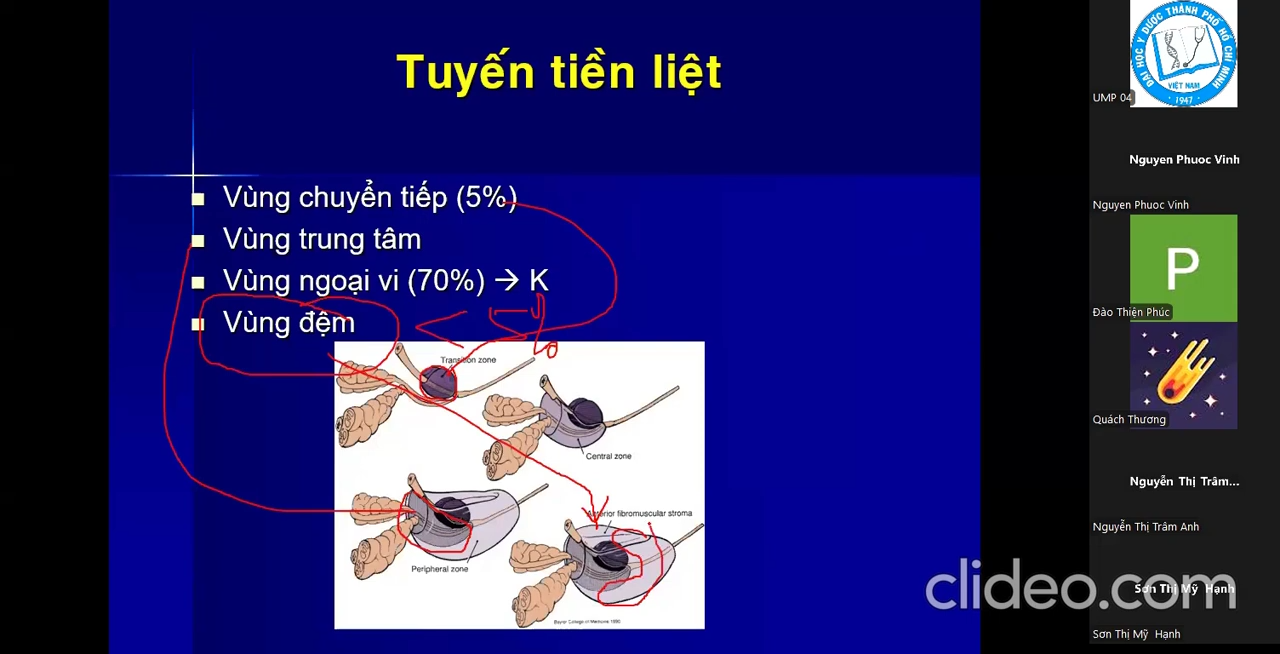 Tuyến tiền liệt
Vùng chuyển tiếp (5%)
Vùng trung tâm
Vùng ngoại vi (70%) → K
Vùng đệm
< 5%
Transition zone
Central zone
Peripheral zone
Anterior fibromuscular stroma
Baylor College of Medicine 1990
ĐẠI HỌC Y DƯỢC THÀNH PHỐ HỒ CHÍ MINH
VIỆT NAM
1947
UMP 04
Nguyen Phuoc Vinh
Nguyen Phuoc Vinh
P
Đào Thiện Phúc
Quách Thương
Nguyễn Thị Trâm...
Nguyễn Thị Trâm Anh
Sơn Thị Mỹ Hạnh
Sơn Thị Mỹ Hạnh
clideo.com